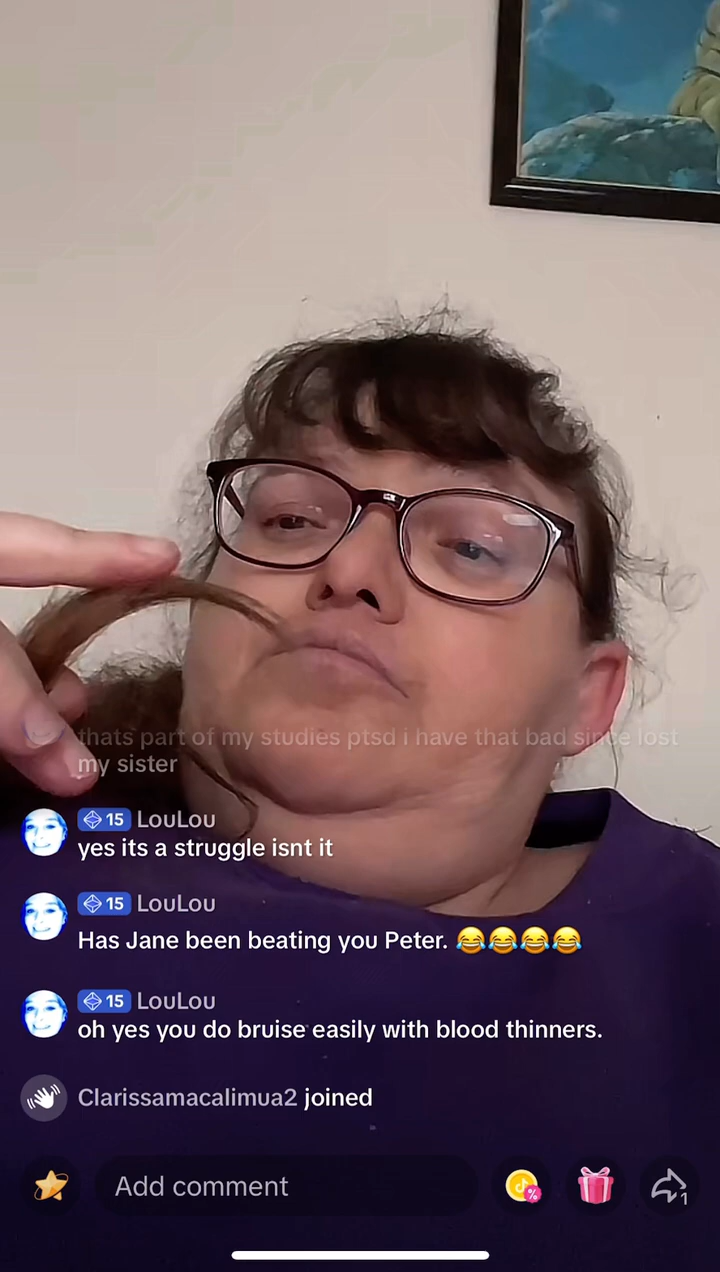 thats part of my studies ptsd i have that bad since lost
my sister
15 LouLou
yes its a struggle isnt it
15 LouLou
Has Jane been beating you Peter. 😂😂😂😂
15 LouLou
oh yes you do bruise easily with blood thinners.
Clarissamacalimua2 joined
Add comment
1